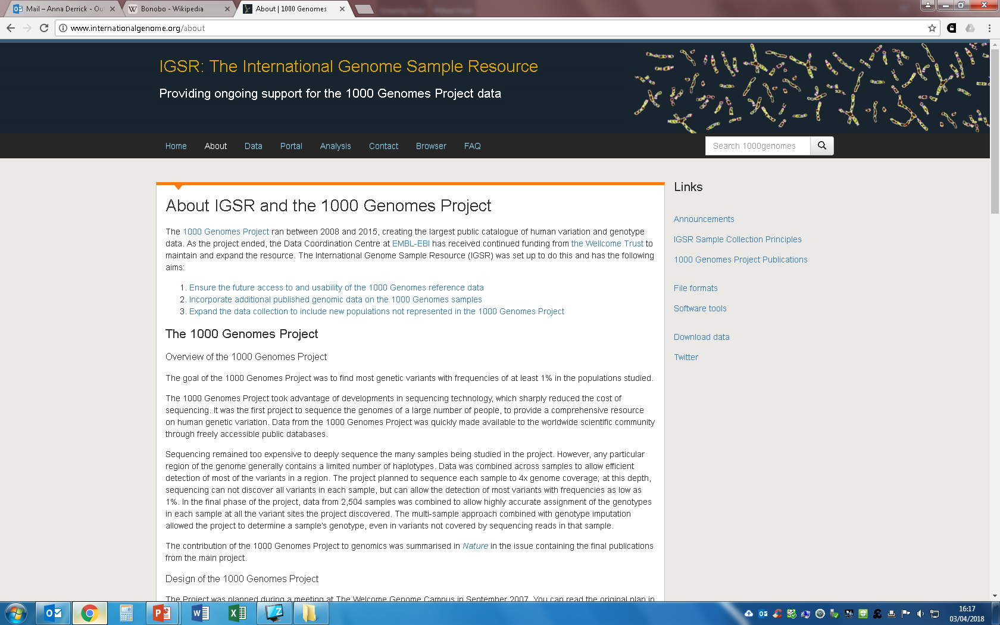 Mail – Anna Derrick - Out
Bonobo - Wikipedia
About | 1000 Genomes
www.internationalgenome.org/about
IGSR: The International Genome Sample Resource
Providing ongoing support for the 1000 Genomes Project data
Home About Data Portal Analysis Contact Browser FAQ
Search 1000genomes
About IGSR and the 1000 Genomes Project
The 1000 Genomes Project ran between 2008 and 2015, creating the largest public catalogue of human variation and genotype
data. As the project ended, the Data Coordination Centre at EMBL-EBI has received continued funding from the Wellcome Trust to
maintain and expand the resource. The International Genome Sample Resource (IGSR) was set up to do this and has the following
aims:
1. Ensure the future access to and usability of the 1000 Genomes reference data
2. Incorporate additional published genomic data on the 1000 Genomes samples
3. Expand the data collection to include new populations not represented in the 1000 Genomes Project
The 1000 Genomes Project
Overview of the 1000 Genomes Project
The goal of the 1000 Genomes Project was to find most genetic variants with frequencies of at least 1% in the populations studied.
The 1000 Genomes Project took advantage of developments in sequencing technology, which sharply reduced the cost of
sequencing. It was the first project to sequence the genomes of a large number of people, to provide a comprehensive resource
on human genetic variation. Data from the 1000 Genomes Project was quickly made available to the worldwide scientific community
through freely accessible public databases.
Sequencing remained too expensive to deeply sequence the many samples being studied in the project. However, any particular
region of the genome generally contains a limited number of haplotypes. Data was combined across samples to allow efficient
detection of most of the variants in a region. The project planned to sequence each sample to 4x genome coverage; at this depth,
sequencing can not discover all variants in each sample, but can allow the detection of most variants with frequencies as low as
1%. In the final phase of the project, data from 2,504 samples was combined to allow highly accurate assignment of the genotypes
in each sample at all the variant sites the project discovered. The multi-sample approach combined with genotype imputation
allowed the project to determine a sample's genotype, even in variants not covered by sequencing reads in that sample.
The contribution of the 1000 Genomes Project to genomics was summarised in Nature in the issue containing the final publications
from the main project.
Design of the 1000 Genomes Project
The Project was planned during a meeting at The Welcome Genome Campus in September 2007. You can read the original plan in
Links
Announcements
IGSR Sample Collection Principles
1000 Genomes Project Publications
File formats
Software tools
Download data
Twitter
16:17
03/04/2018